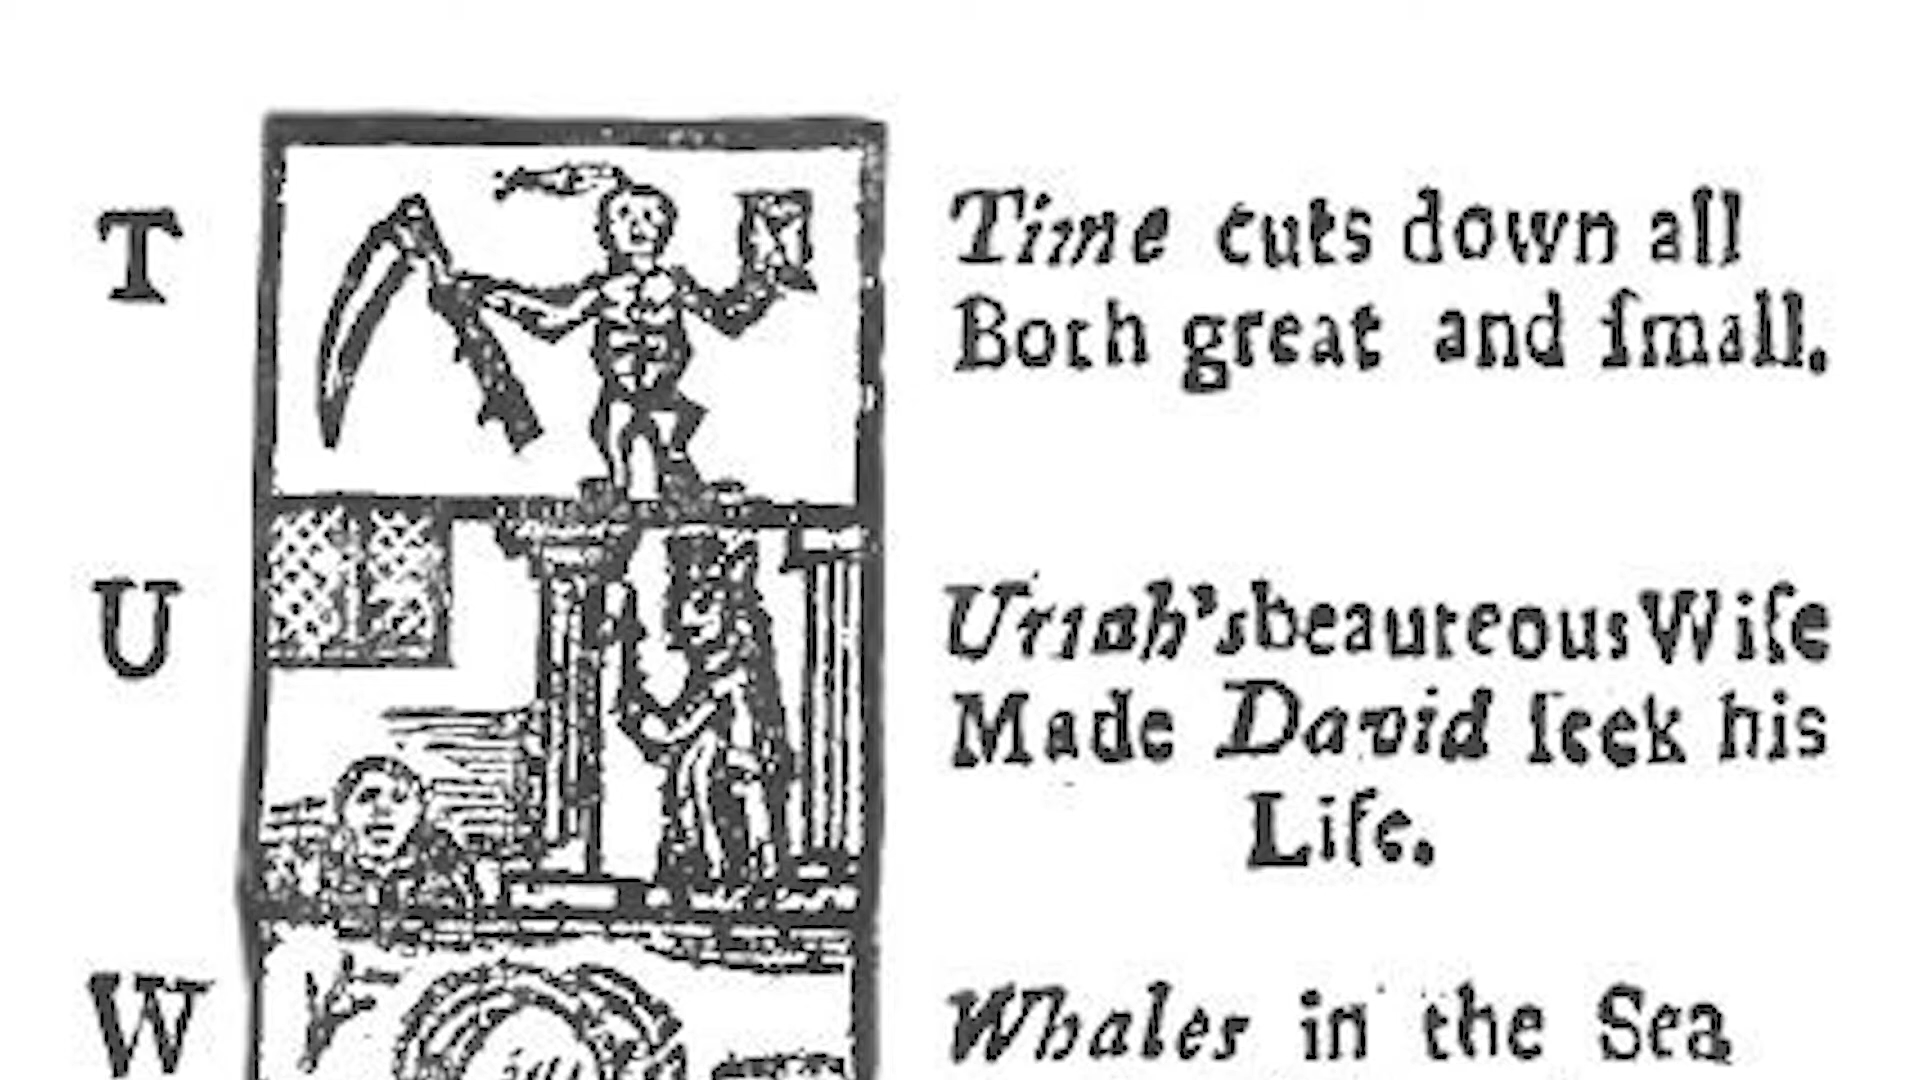 T
Time cuts down all
Both great and ſmall.
U
Uriah's beauteous Wife
Made David ſeek his
Life.
W
Whales in the Sea